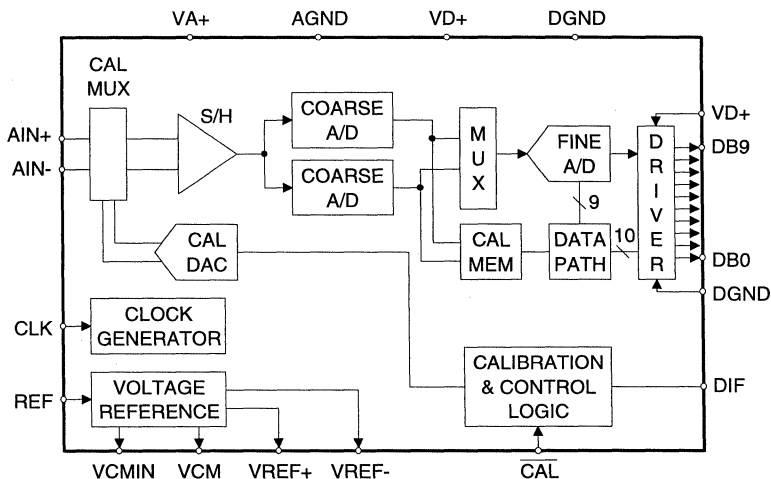 VA+ AGND VD+ DGND
CAL
MUX
S/H
COARSE
A/D
COARSE
A/D
MUX
FINE
A/D
DRIVER
AIN+
AIN-
VD+
DB9
9
10
CAL
DAC
CAL
MEM
DATA
PATH
DB0
DGND
CLK
CLOCK
GENERATOR
REF
VOLTAGE
REFERENCE
CALIBRATION
& CONTROL
LOGIC
DIF
VCMIN VCM VREF+ VREF- CAL